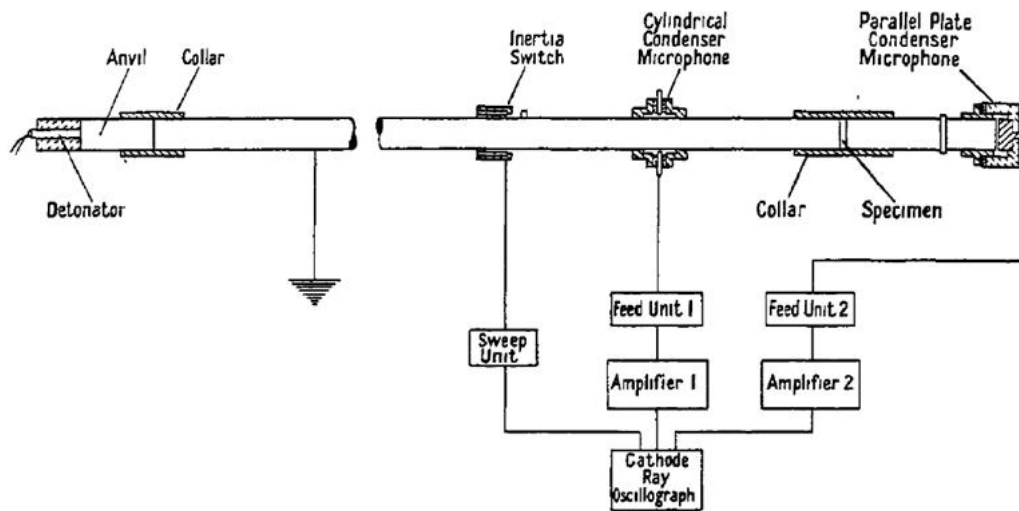 Anvil
Collar
Inertia
Switch
Cylindrical
Condenser
Microphone
Parallel Plate
Condenser
Microphone
Detonator
Collar
Specimen
Feed Unit 1
Feed Unit 2
Sweep
Unit
Amplifier 1
Amplifier 2
Cathode
Ray
Oscillograph